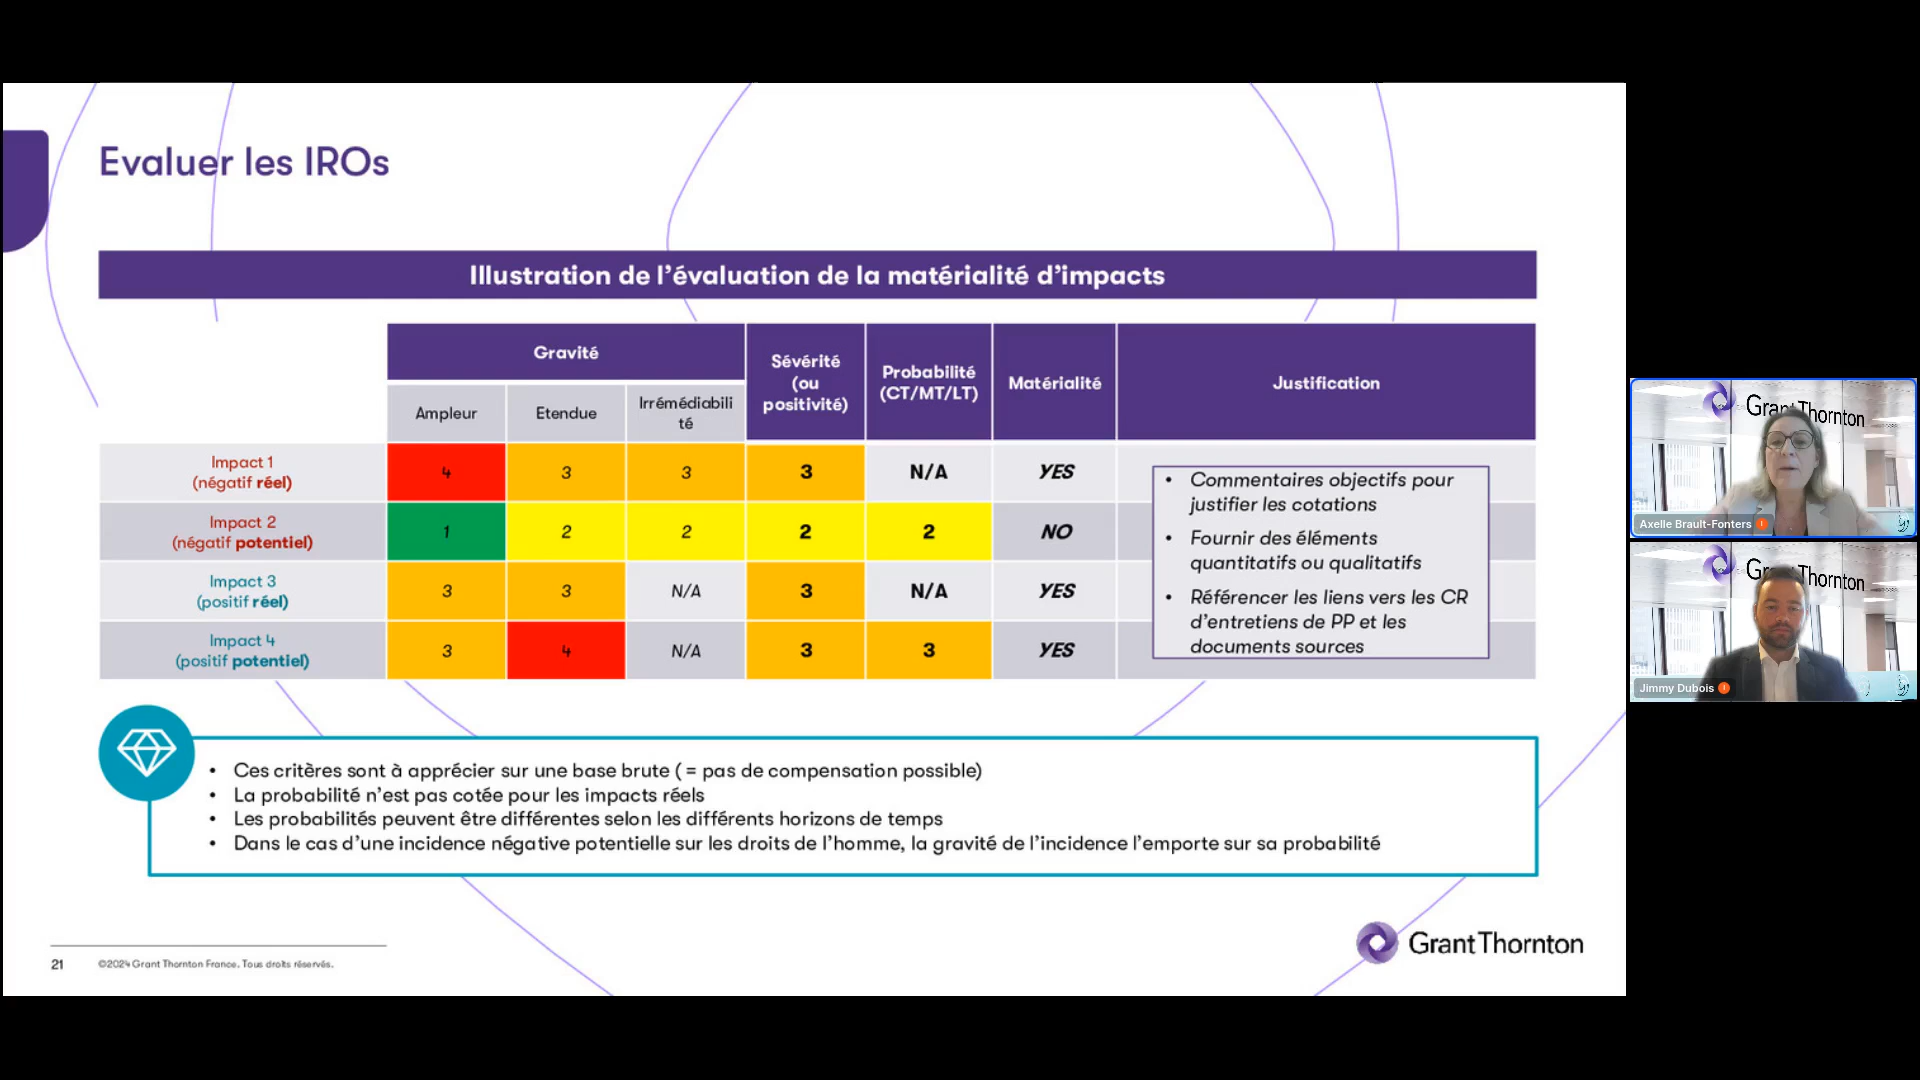 Evaluer les IROs
Illustration de l'évaluation de la matérialité d'impacts
Gravité
Sévérité
(ou
positivité)
Probabilité
(CT/MT/LT)
Matérialité
Justification
Ampleur
Etendue
Irrémédiabili
té
Impact 1
(négatif réel)
4
3
3
3
N/A
YES
Impact 2
(négatif potentiel)
1
2
2
2
2
NO
Impact 3
(positif réel)
3
3
N/A
3
N/A
YES
Impact 4
(positif potentiel)
3
4
N/A
3
3
YES
• Commentaires objectifs pour
justifier les cotations
• Fournir des éléments
quantitatifs ou qualitatifs
• Référencer les liens vers les CR
d'entretiens de PP et les
documents sources
• Ces critères sont à apprécier sur une base brute ( = pas de compensation possible)
• La probabilité n'est pas cotée pour les impacts réels
• Les probabilités peuvent être différentes selon les différents horizons de temps
• Dans le cas d'une incidence négative potentielle sur les droits de l'homme, la gravité de l'incidence l'emporte sur sa probabilité
21
©2024 Grant Thornton France. Tous droits réservés.
Grant Thornton
Grant Thornton
Axelle Brault-Fonters
Grant Thornton
Jimmy Dubois